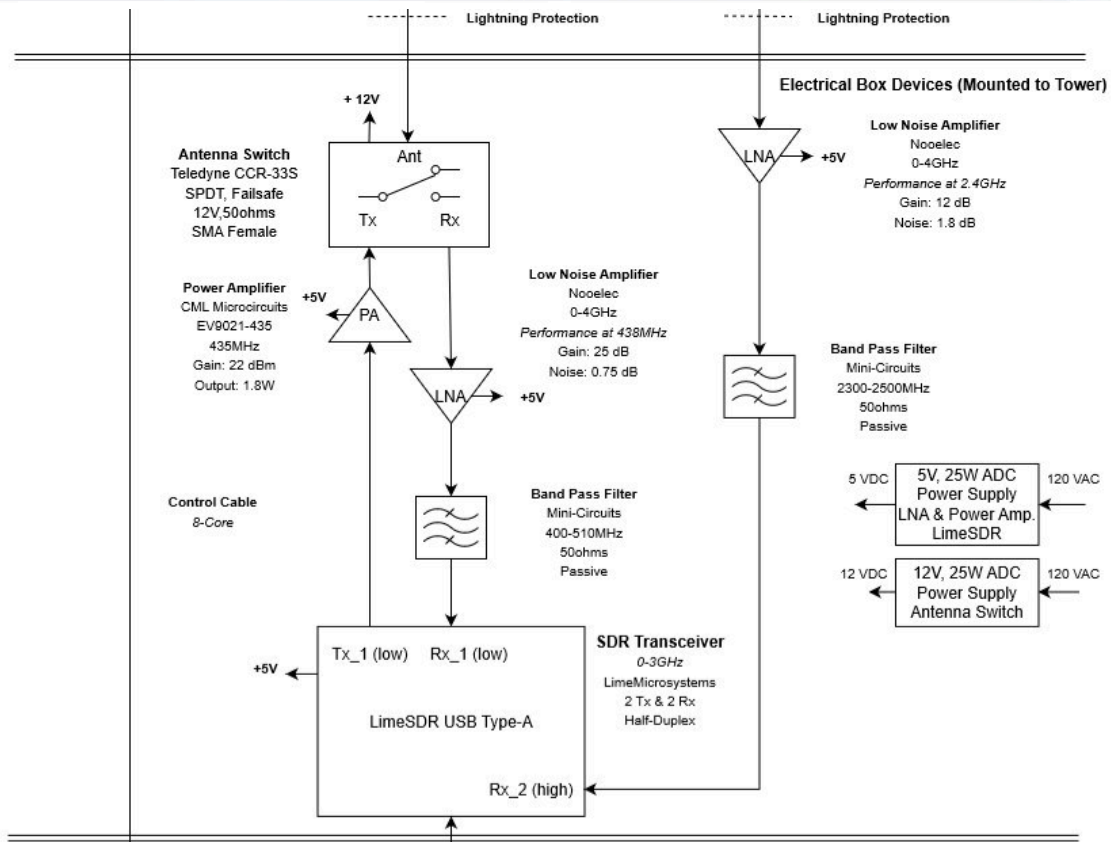 Lightning Protection
Lightning Protection
Electrical Box Devices (Mounted to Tower)
+ 12V
Antenna Switch
Teledyne CCR-33S
SPDT, Failsafe
12V,50ohms
SMA Female
Ant
Tx
Rx
LNA
+5V
Low Noise Amplifier
Nooelec
0-4GHz
Performance at 2.4GHz
Gain: 12 dB
Noise: 1.8 dB
Power Amplifier
CML Microcircuits
EV9021-435
435MHz
Gain: 22 dBm
Output: 1.8W
+5V
PA
Low Noise Amplifier
Nooelec
0-4GHz
Performance at 438MHz
Gain: 25 dB
Noise: 0.75 dB
LNA
+5V
Band Pass Filter
Mini-Circuits
2300-2500MHz
50ohms
Passive
Control Cable
8-Core
Band Pass Filter
Mini-Circuits
400-510MHz
50ohms
Passive
5 VDC
5V, 25W ADC
Power Supply
LNA & Power Amp.
LimeSDR
120 VAC
12 VDC
12V, 25W ADC
Power Supply
Antenna Switch
120 VAC
+5V
Tx_1 (low)
Rx_1 (low)
LimeSDR USB Type-A
Rx_2 (high)
SDR Transceiver
0-3GHz
LimeMicrosystems
2 Tx & 2 Rx
Half-Duplex